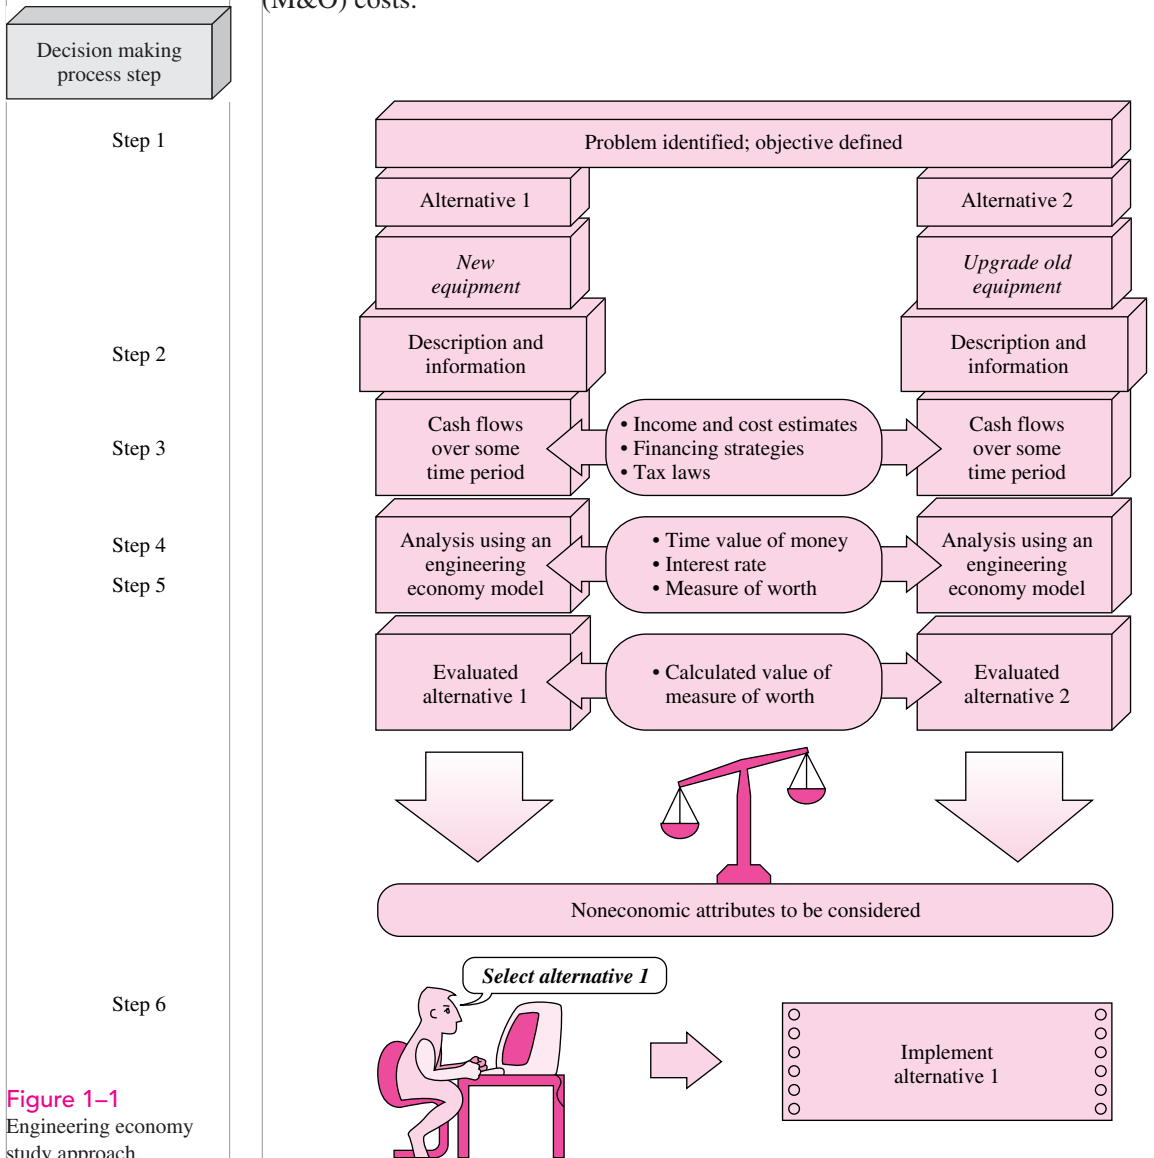 (M&O) costs.
Decision making
process step
Step 1
Problem identified; objective defined
Alternative 1
Alternative 2
New
equipment
Upgrade old
equipment
Step 2
Description and
information
Description and
information
Step 3
Cash flows
over some
time period
• Income and cost estimates
• Financing strategies
• Tax laws
Cash flows
over some
time period
Step 4
Step 5
Analysis using an
engineering
economy model
• Time value of money
• Interest rate
• Measure of worth
Analysis using an
engineering
economy model
Evaluated
alternative 1
• Calculated value of
measure of worth
Evaluated
alternative 2
Noneconomic attributes to be considered
Step 6
Select alternative 1
Implement
alternative 1
Figure 1–1
Engineering economy
study approach